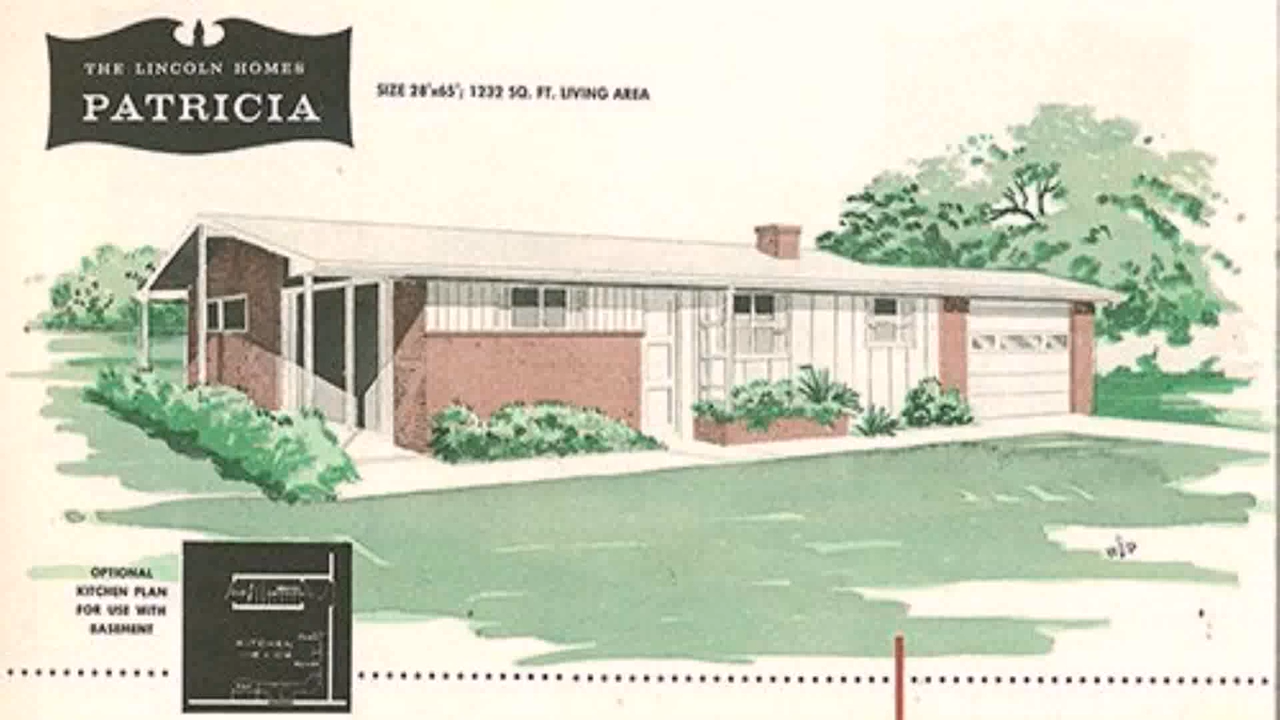 THE LINCOLN HOMES
PATRICIA
SIZE 28'x65'; 1232 SQ. FT. LIVING AREA
OPTIONAL
KITCHEN PLAN
FOR USE WITH
BASEMENT
KITCHEN